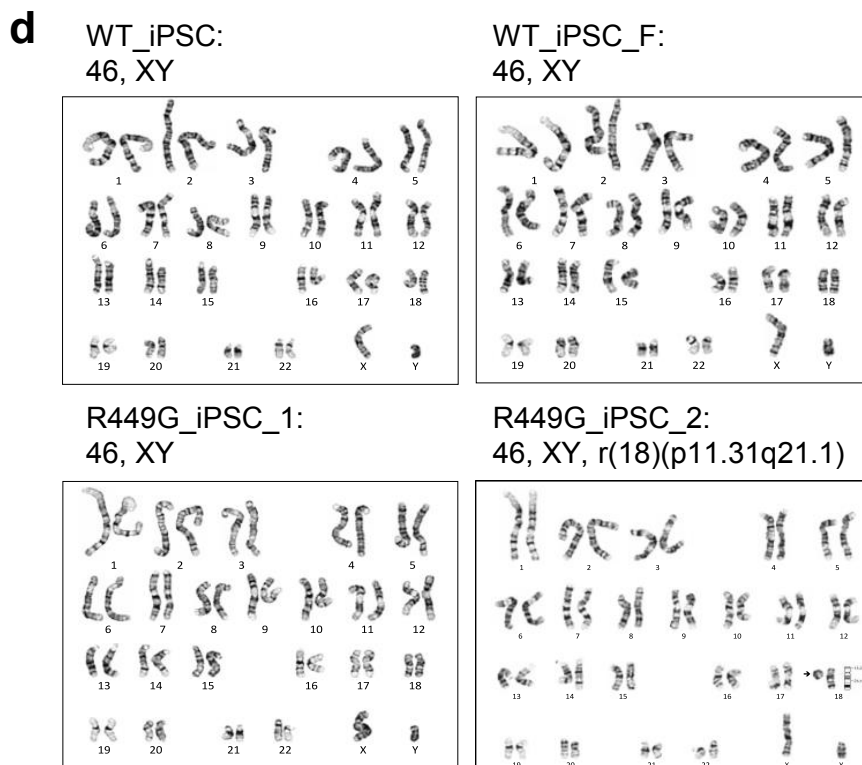 d
WT_iPSC:
46, XY
WT_iPSC_F:
46, XY
1 2 3 4 5
6 7 8 9 10 11 12
13 14 15 16 17 18
19 20 21 22 X Y
1 2 3 4 5
6 7 8 9 10 11 12
13 14 15 16 17 18
19 20 21 22 X Y
R449G_iPSC_1:
46, XY
R449G_iPSC_2:
46, XY, r(18)(p11.31q21.1)
1 2 3 4 5
6 7 8 9 10 11 12
13 14 15 16 17 18
19 20 21 22 X Y
1 2 3 4 5
6 7 8 9 10 11 12
13 14 15 16 17 18
19 20 21 22 X Y